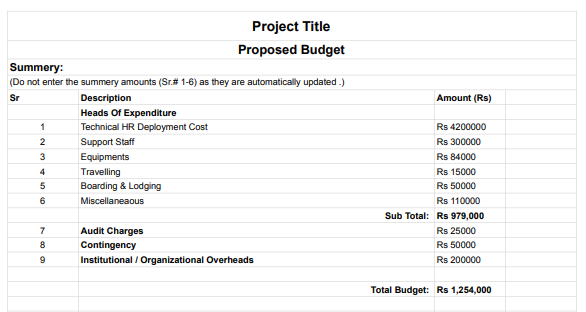 Project Title
Proposed Budget
Summery:
(Do not enter the summery amounts (Sr.# 1-6) as they are automatically updated .)
Sr Description Amount (Rs)
Heads Of Expenditure
1 Technical HR Deployment Cost Rs 4200000
2 Support Staff Rs 300000
3 Equipments Rs 84000
4 Travelling Rs 15000
5 Boarding & Lodging Rs 50000
6 Miscellaneaous Rs 110000
Sub Total: Rs 979,000
7 Audit Charges Rs 25000
8 Contingency Rs 50000
9 Institutional / Organizational Overheads Rs 200000
Total Budget: Rs 1,254,000